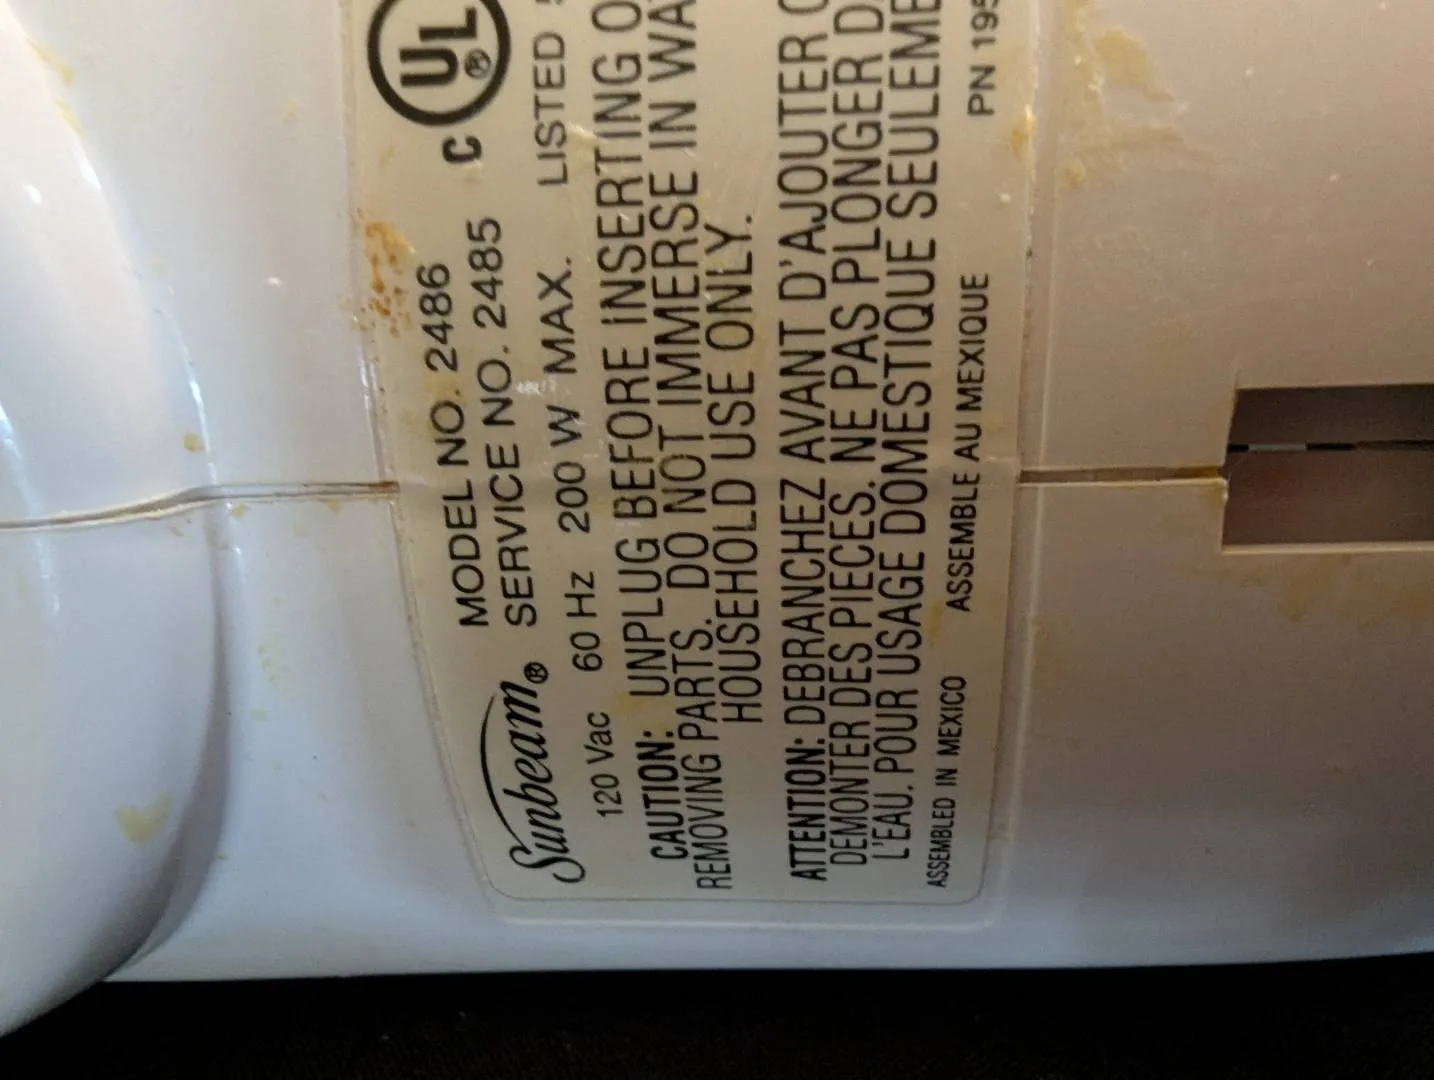 Sunbeam®
MODEL NO. 2486
SERVICE NO. 2485
C UL®
120 Vac 60 Hz 200 W MAX. LISTED
CAUTION: UNPLUG BEFORE INSERTING
REMOVING PARTS. DO NOT IMMERSE IN
HOUSEHOLD USE ONLY.
ATTENTION: DEBRANCHEZ AVANT D'AJOUTER
DEMONTER DES PIECES. NE PAS PLONGER
L'EAU. POUR USAGE DOMESTIQUE
ASSEMBLED IN MEXICO ASSEMBLE AU MEXIQUE PN